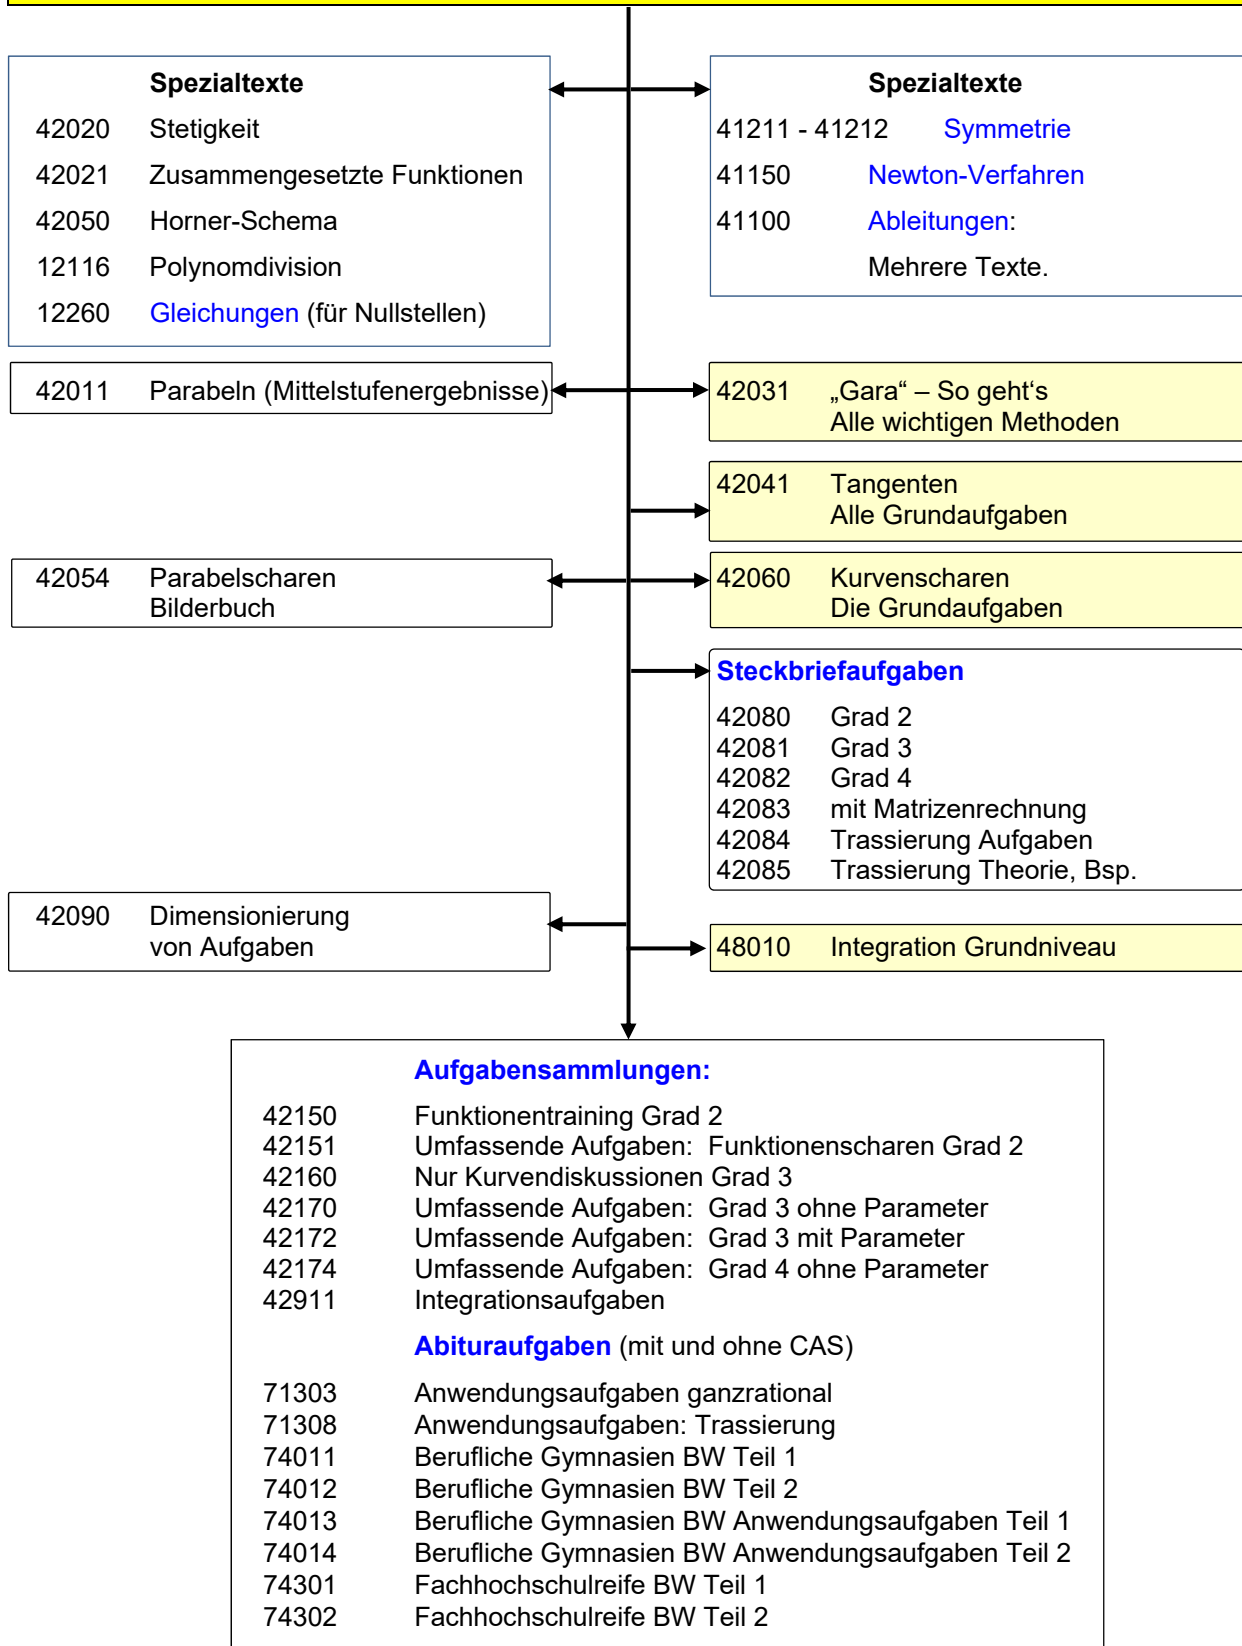 Spezialtexte
42020 Stetigkeit
42021 Zusammengesetzte Funktionen
42050 Horner-Schema
12116 Polynomdivision
12260 Gleichungen (für Nullstellen)
Spezialtexte
41211 - 41212 Symmetrie
41150 Newton-Verfahren
41100 Ableitungen:
Mehrere Texte.
42011 Parabeln (Mittelstufenergebnisse)
42031 „Gara“ – So geht‘s
Alle wichtigen Methoden
42041 Tangenten
Alle Grundaufgaben
42054 Parabelscharen
Bilderbuch
42060 Kurvenscharen
Die Grundaufgaben
Steckbriefaufgaben
42080 Grad 2
42081 Grad 3
42082 Grad 4
42083 mit Matrizenrechnung
42084 Trassierung Aufgaben
42085 Trassierung Theorie, Bsp.
42090 Dimensionierung
von Aufgaben
48010 Integration Grundniveau
Aufgabensammlungen:
42150 Funktionentraining Grad 2
42151 Umfassende Aufgaben: Funktionenscharen Grad 2
42160 Nur Kurvendiskussionen Grad 3
42170 Umfassende Aufgaben: Grad 3 ohne Parameter
42172 Umfassende Aufgaben: Grad 3 mit Parameter
42174 Umfassende Aufgaben: Grad 4 ohne Parameter
42911 Integrationsaufgaben
Abituraufgaben (mit und ohne CAS)
71303 Anwendungsaufgaben ganzrational
71308 Anwendungsaufgaben: Trassierung
74011 Berufliche Gymnasien BW Teil 1
74012 Berufliche Gymnasien BW Teil 2
74013 Berufliche Gymnasien BW Anwendungsaufgaben Teil 1
74014 Berufliche Gymnasien BW Anwendungsaufgaben Teil 2
74301 Fachhochschulreife BW Teil 1
74302 Fachhochschulreife BW Teil 2